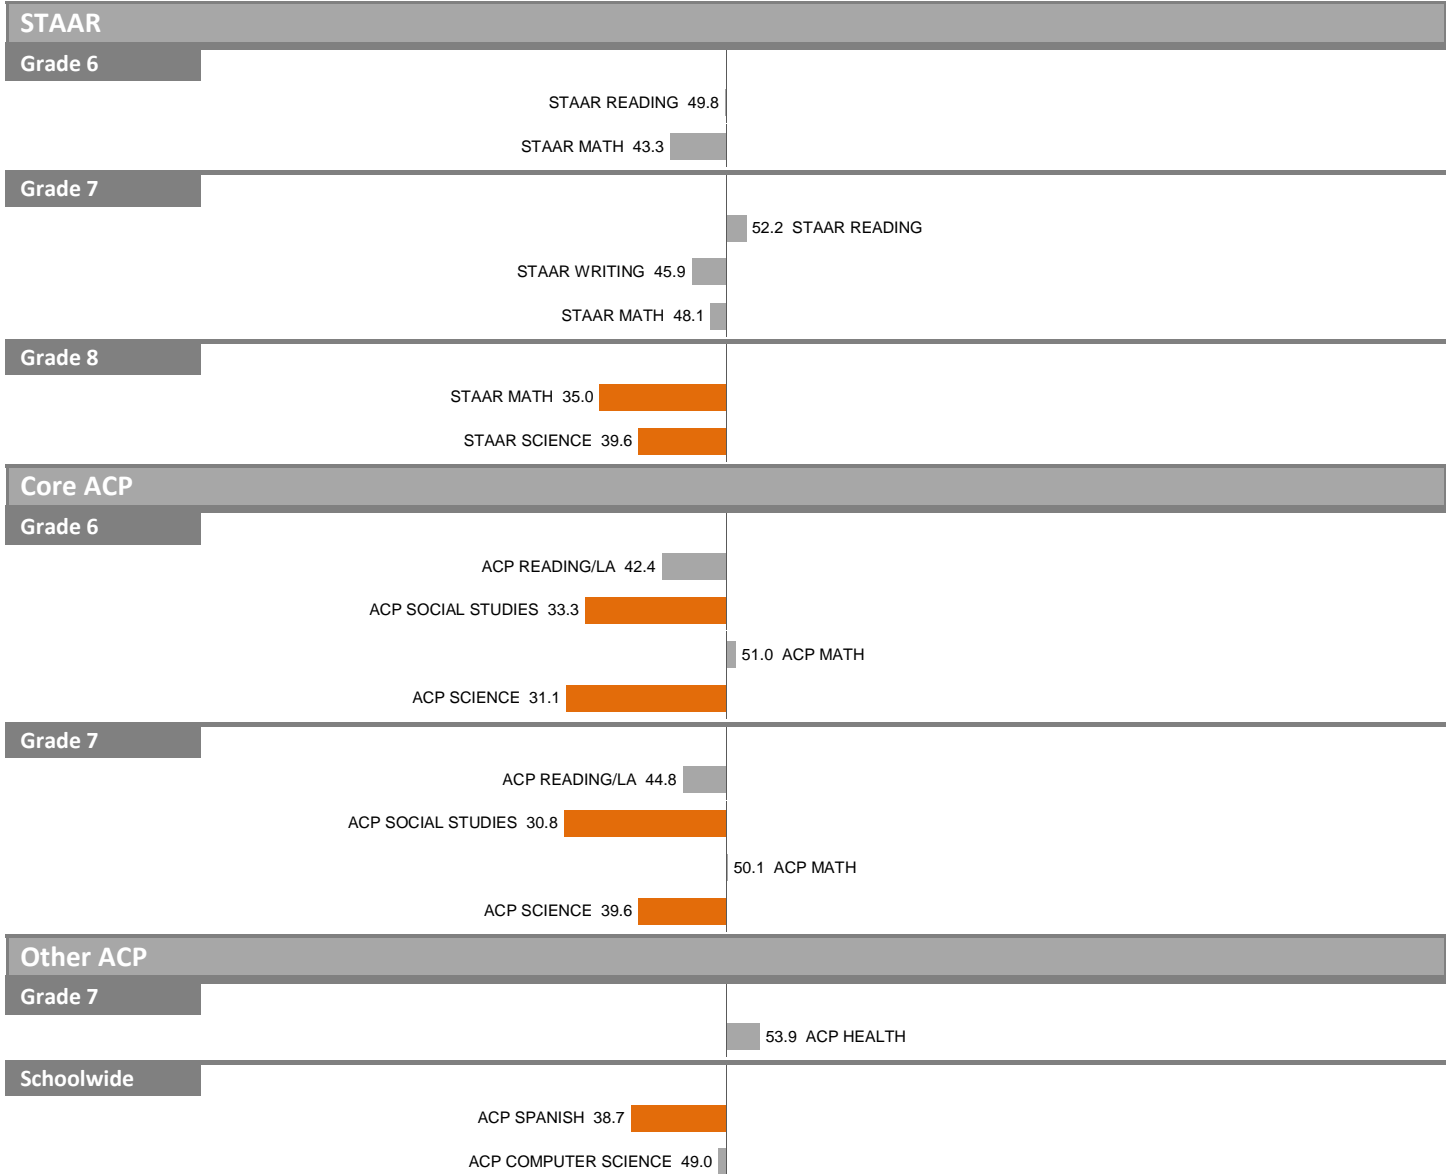 STAAR
Grade 6
STAAR READING 49.8
STAAR MATH 43.3
Grade 7
52.2 STAAR READING
STAAR WRITING 45.9
STAAR MATH 48.1
Grade 8
STAAR MATH 35.0
STAAR SCIENCE 39.6
Core ACP
Grade 6
ACP READING/LA 42.4
ACP SOCIAL STUDIES 33.3
51.0 ACP MATH
ACP SCIENCE 31.1
Grade 7
ACP READING/LA 44.8
ACP SOCIAL STUDIES 30.8
50.1 ACP MATH
ACP SCIENCE 39.6
Other ACP
Grade 7
53.9 ACP HEALTH
Schoolwide
ACP SPANISH 38.7
ACP COMPUTER SCIENCE 49.0